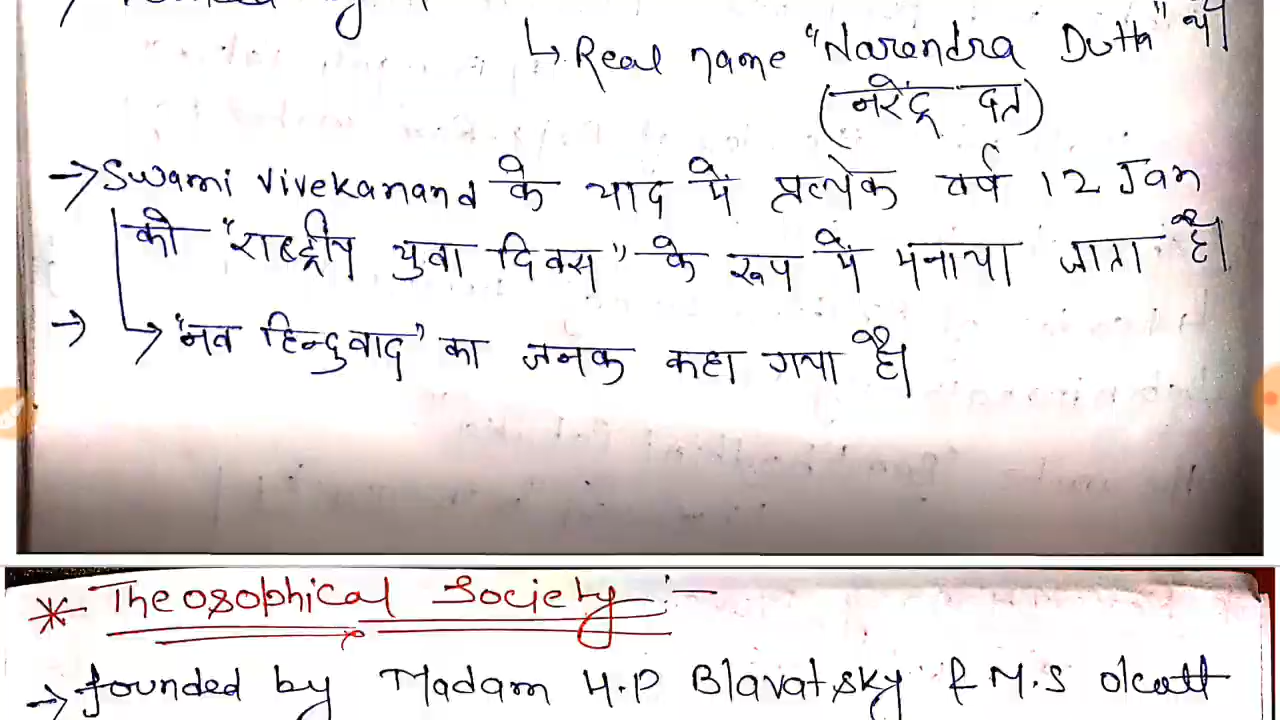 ↳ Real name "Narendra Dutta" था।
(नरेंद्र दत्त)
→ Swami Vivekanand के याद में प्रत्येक वर्ष 12 Jan
को "राष्ट्रीय युवा दिवस" के रूप में मनाया जाता है।
→ ↳ "नव हिन्दुवाद" का जनक कहा गया है।
* Theosophical Society :-
→ founded by Madam H.P Blavatsky & M.S olcott